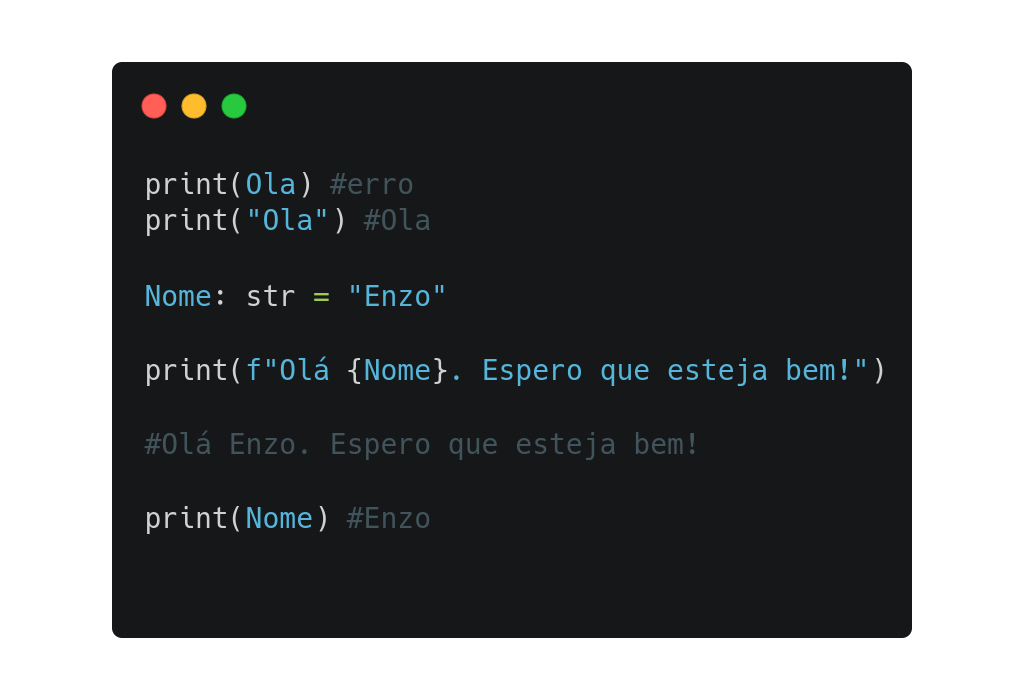 print(Ola) #erro
print("Ola") #Ola
Nome: str = "Enzo"
print(f"Olá {Nome}. Espero que esteja bem!")
#Olá Enzo. Espero que esteja bem!
print(Nome) #Enzo